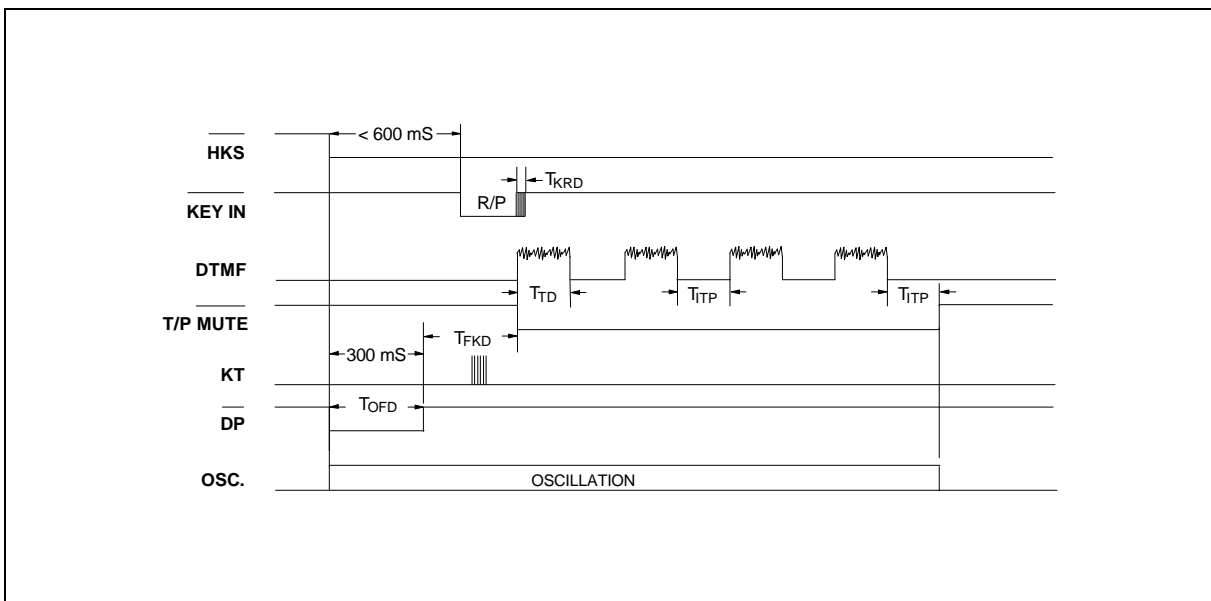 < 600 mS
HKS
TKRD
R/P
KEY IN
DTMF
TTD
TITP
TITP
T/P MUTE
TFKD
300 mS
KT
TOFD
DP
OSC.
OSCILLATION